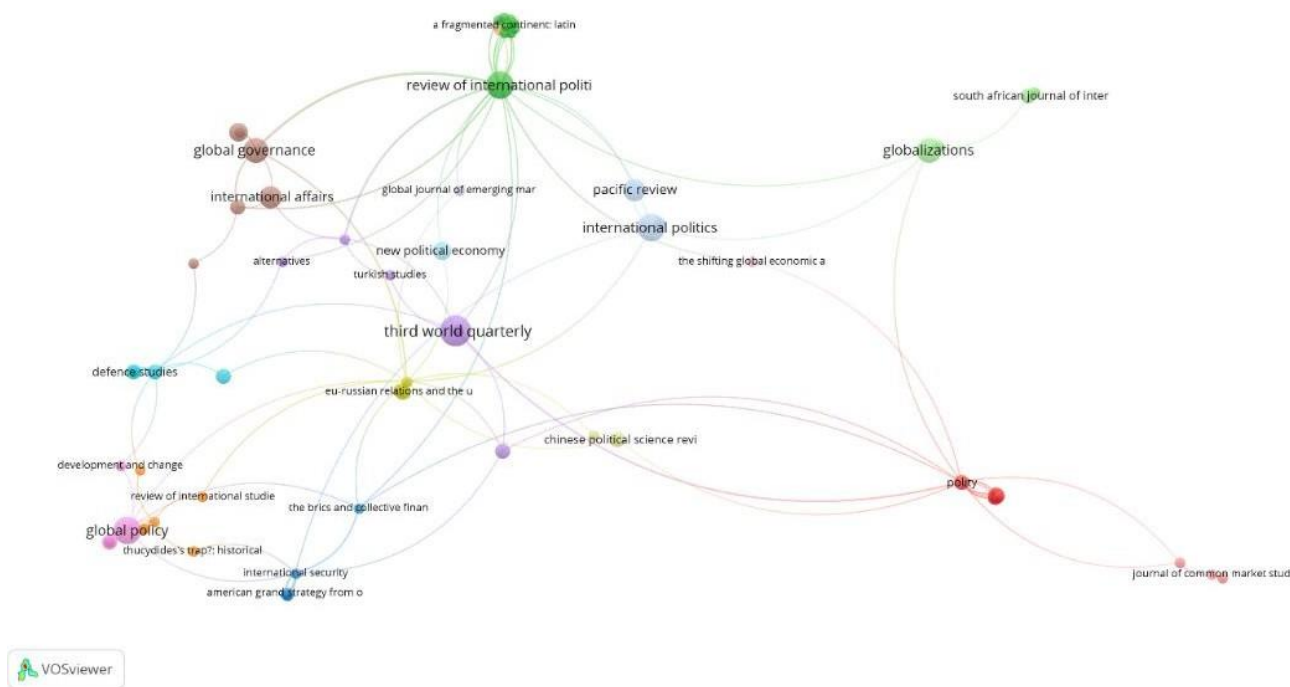 a fragmented continent: latin
review of international politi
south african journal of inter
global governance
globalizations
international affairs
global journal of emerging mar
pacific review
international politics
new political economy
alternatives
the shifting global economic a
turkish studies
third world quarterly
defence studies
eu-russian relations and the u
chinese political science revi
development and change
polity
review of international studie
the brics and collective finan
global policy
thucydides's trap?: historical
international security
journal of common market stud
american grand strategy from o
VOSviewer